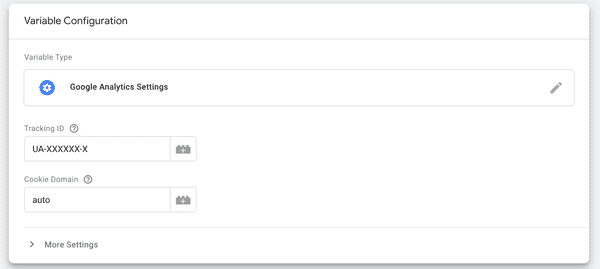 Variable Configuration
Variable Type
Google Analytics Settings
Tracking ID
UA-XXXXXX-X
Cookie Domain
auto
More Settings